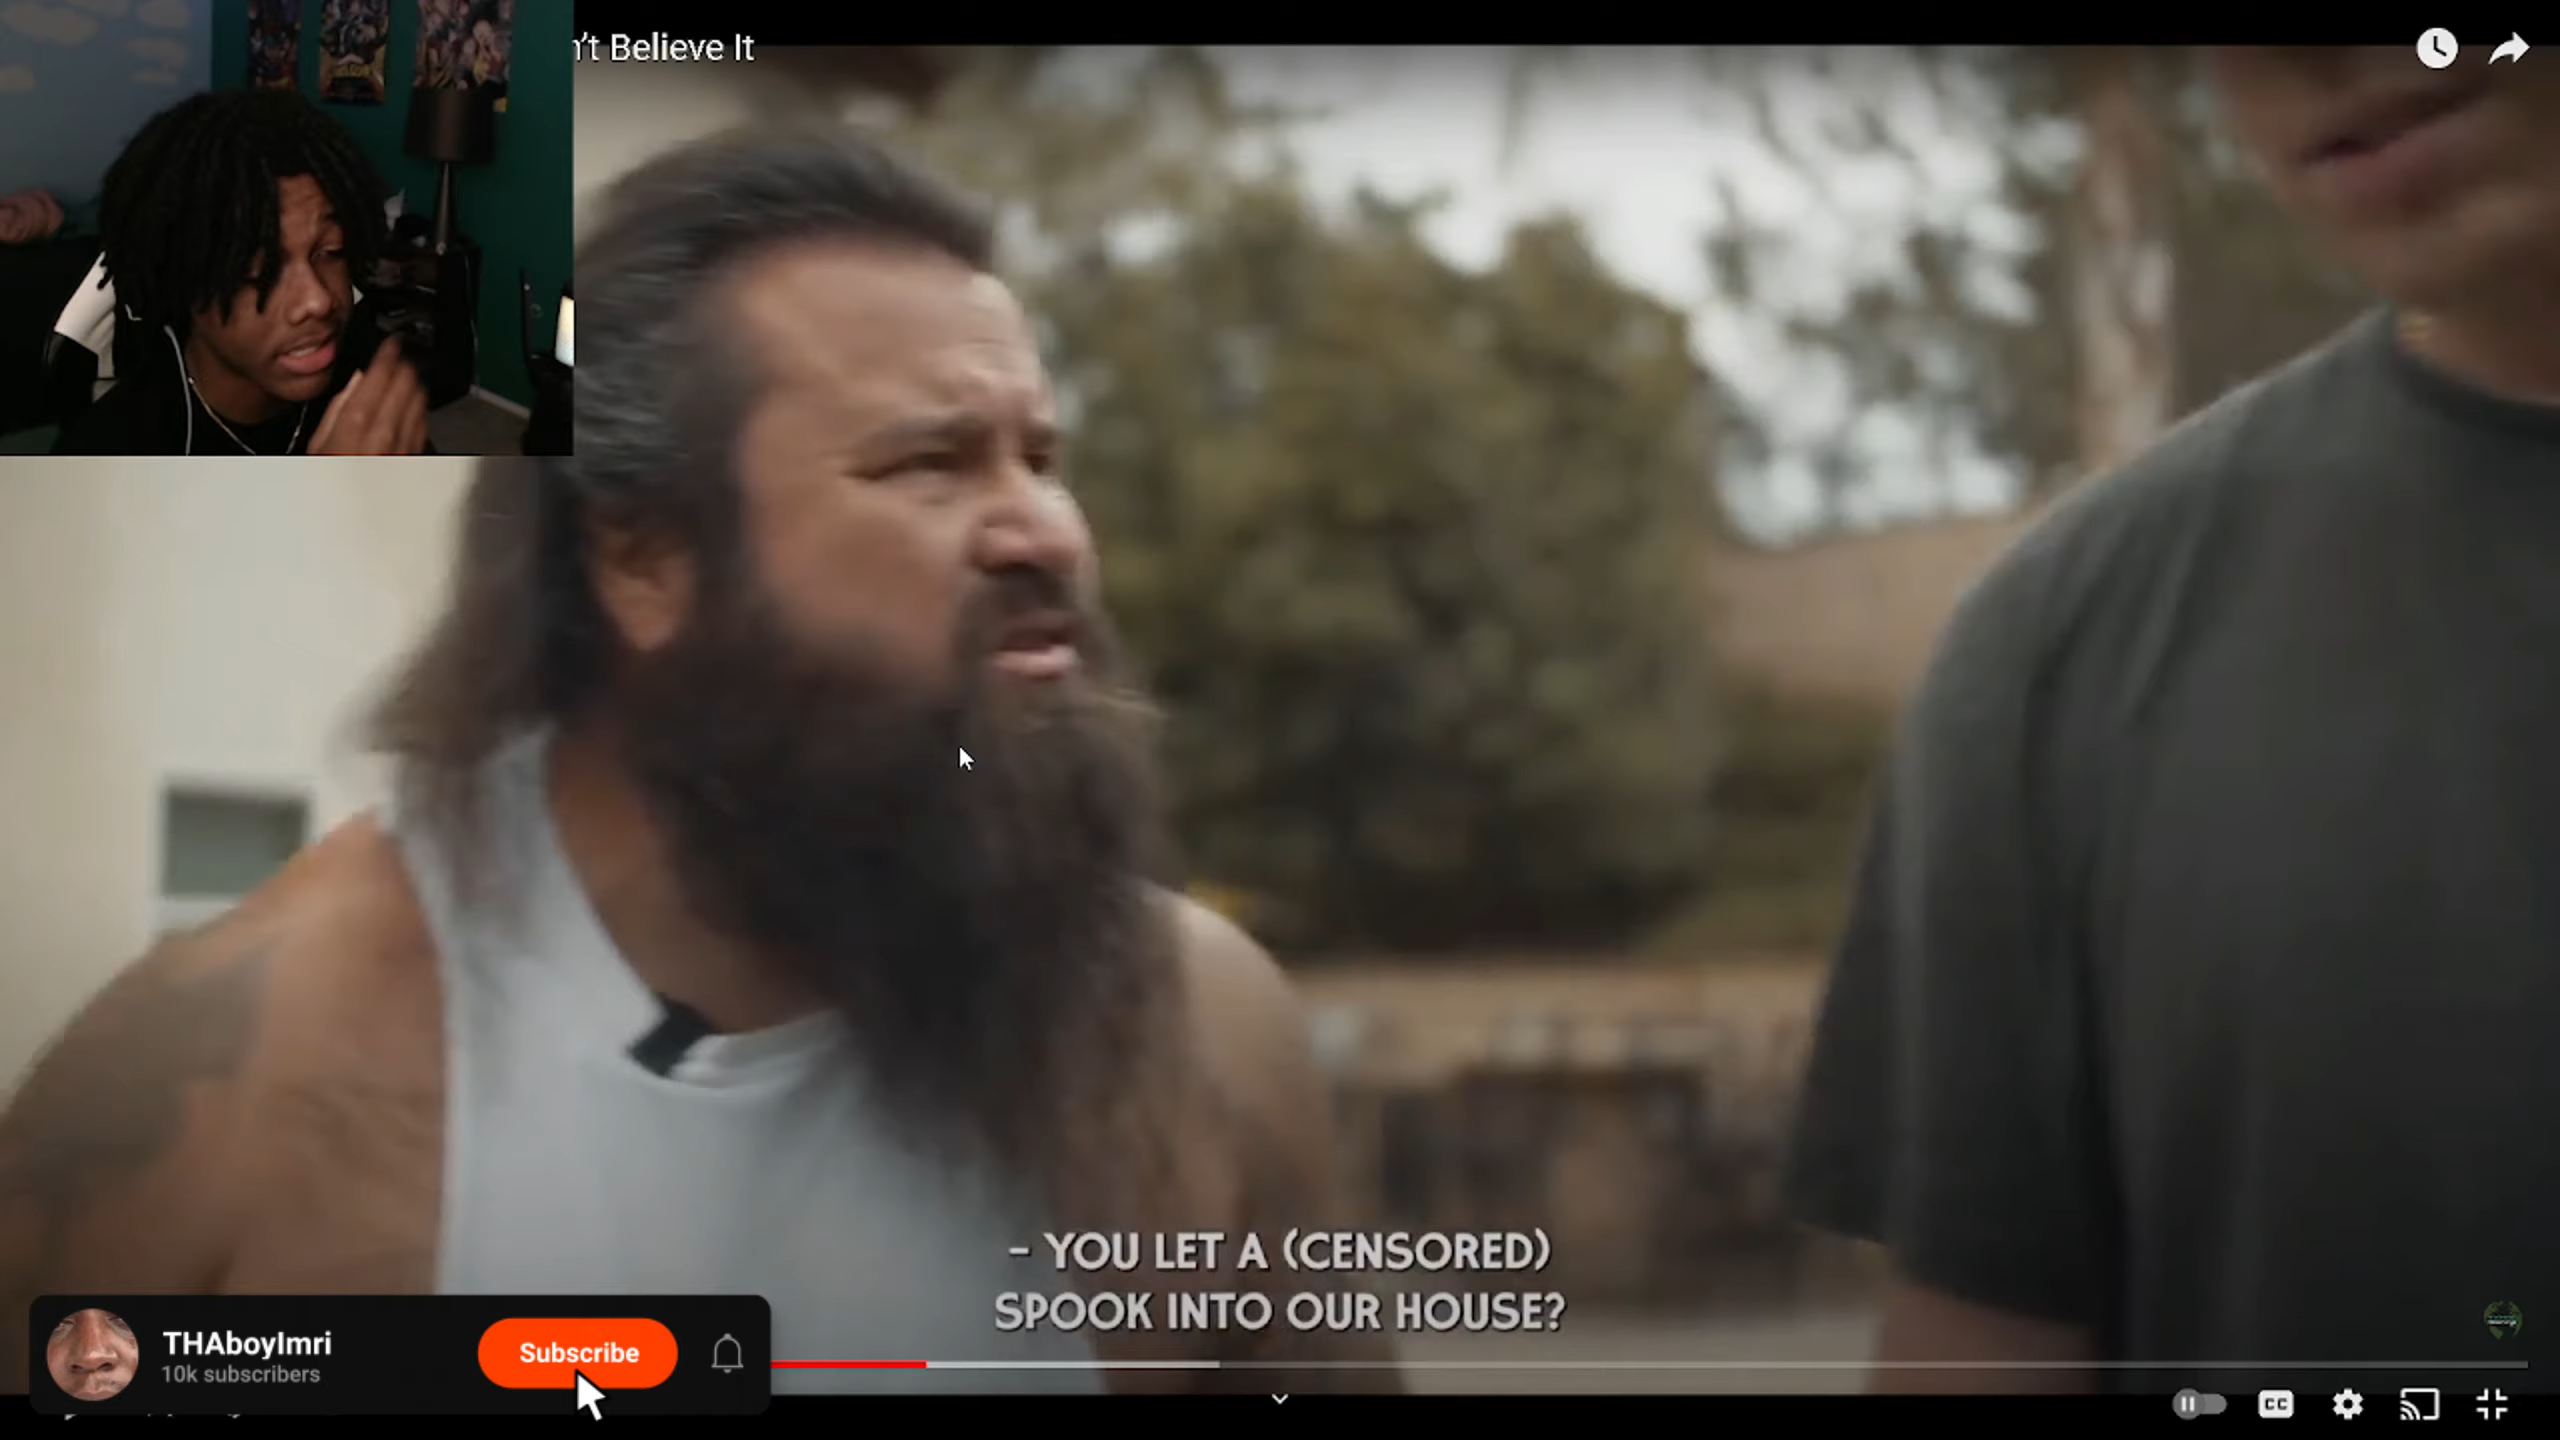 n't Believe It
- YOU LET A (CENSORED)
SPOOK INTO OUR HOUSE?
THAboyImri
10k subscribers
Subscribe
CC